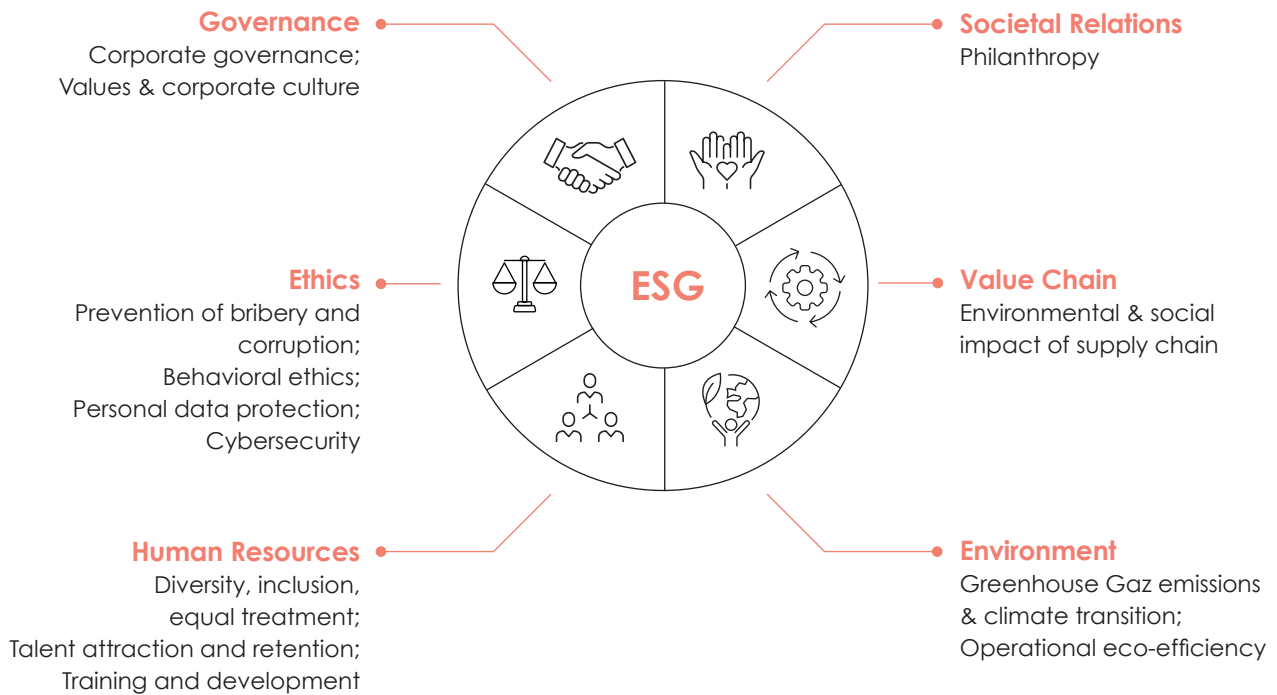 Governance
Corporate governance;
Values & corporate culture
Societal Relations
Philanthropy
Ethics
Prevention of bribery and
corruption;
Behavioral ethics;
Personal data protection;
Cybersecurity
ESG
Value Chain
Environmental & social
impact of supply chain
Human Resources
Diversity, inclusion,
equal treatment;
Talent attraction and retention;
Training and development
Environment
Greenhouse Gaz emissions
& climate transition;
Operational eco-efficiency